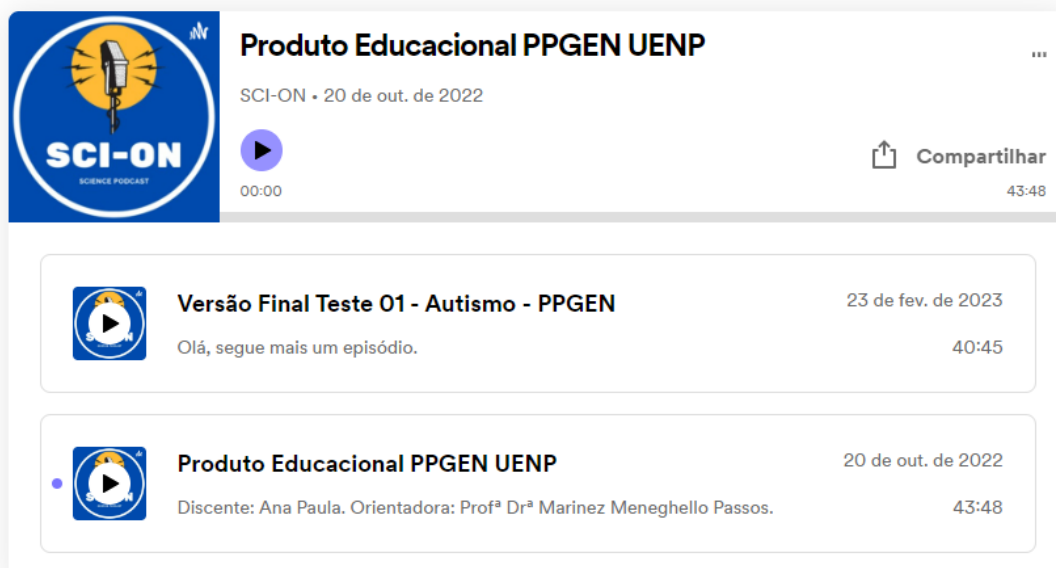 SCI-ON
SCIENCE PODCAST
Produto Educacional PPGEN UENP
SCI-ON • 20 de out. de 2022
Compartilhar
00:00
43:48
Versão Final Teste 01 - Autismo - PPGEN
23 de fev. de 2023
Olá, segue mais um episódio.
40:45
Produto Educacional PPGEN UENP
20 de out. de 2022
Discente: Ana Paula. Orientadora: Profª Drª Marinez Meneghello Passos.
43:48